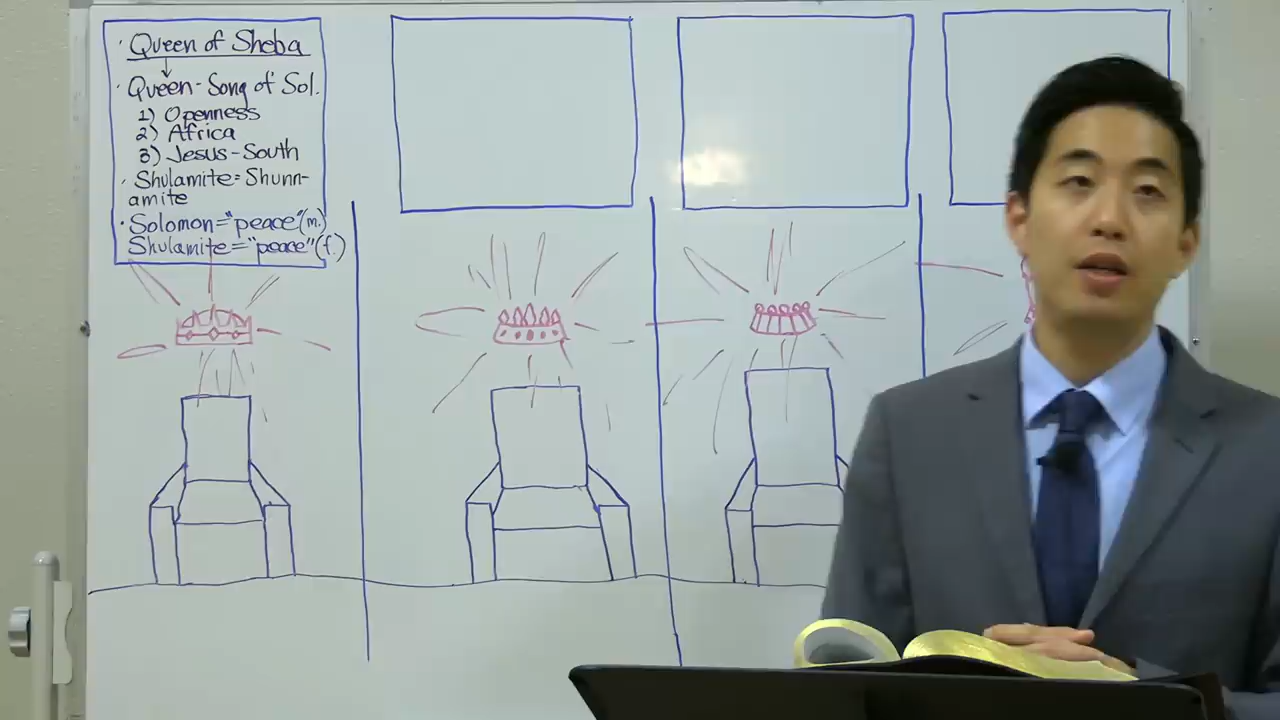 · Queen of Sheba
· Queen-Song of Sol.
1) Openness
2) Africa
3) Jesus-South
· Shulamite=Shunn-
amite
· Solomon="peace"(m.)
Shulamite="peace"(f.)